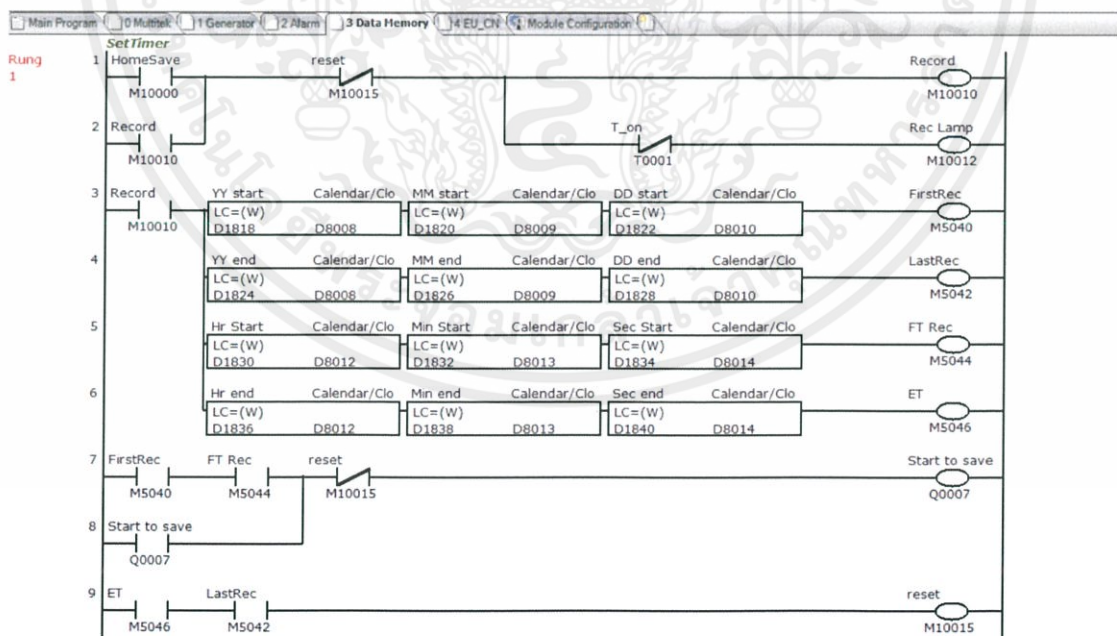 Main Program 0 Multitek 1 Generator 2 Alarm 3 Data Memory 4 EU_CN Module Configuration
SetTimer
Rung 1 HomeSave reset Record
1
M10000 M10015 M10010
2 Record T_on Rec Lamp
M10010 T0001 M10012
3 Record YY start Calendar/Clo MM start Calendar/Clo DD start Calendar/Clo FirstRec
LC=(W) LC=(W) LC=(W)
M10010 D1818 D8008 D1820 D8009 D1822 D8010 M5040
4 YY end Calendar/Clo MM end Calendar/Clo DD end Calendar/Clo LastRec
LC=(W) LC=(W) LC=(W)
D1824 D8008 D1826 D8009 D1828 D8010 M5042
5 Hr Start Calendar/Clo Min Start Calendar/Clo Sec Start Calendar/Clo FT Rec
LC=(W) LC=(W) LC=(W)
D1830 D8012 D1832 D8013 D1834 D8014 M5044
6 Hr end Calendar/Clo Min end Calendar/Clo Sec end Calendar/Clo ET
LC=(W) LC=(W) LC=(W)
D1836 D8012 D1838 D8013 D1840 D8014 M5046
7 FirstRec FT Rec reset Start to save
M5040 M5044 M10015 Q0007
8 Start to save
Q0007
9 ET LastRec reset
M5046 M5042 M10015